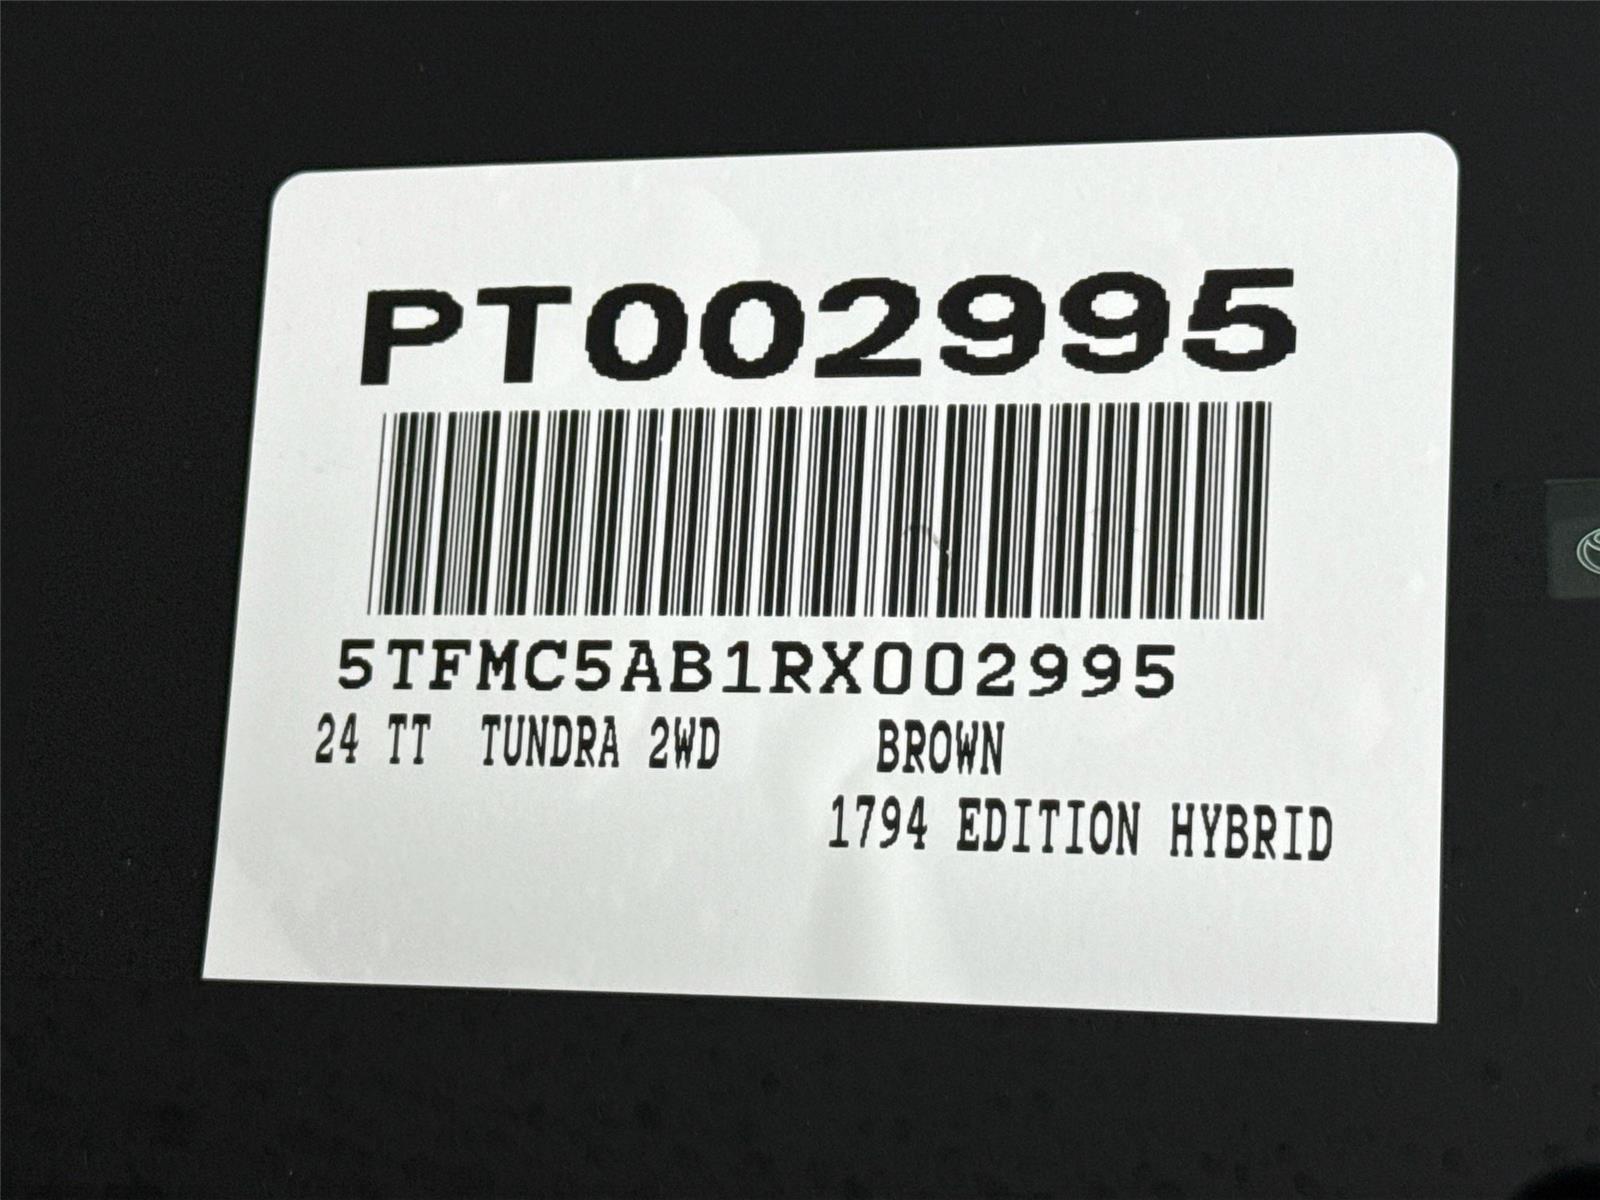 PT002995
5TFMC5AB1RX002995
24 TT TUNDRA 2WD BROWN
1794 EDITION HYBRID